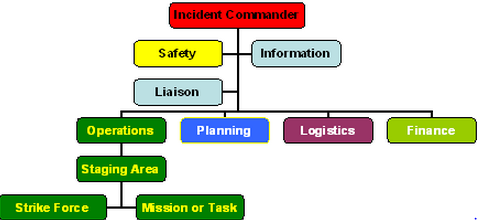 Incident Commander
Safety
Information
Liaison
Operations
Planning
Logistics
Finance
Staging Area
Strike Force
Mission or Task